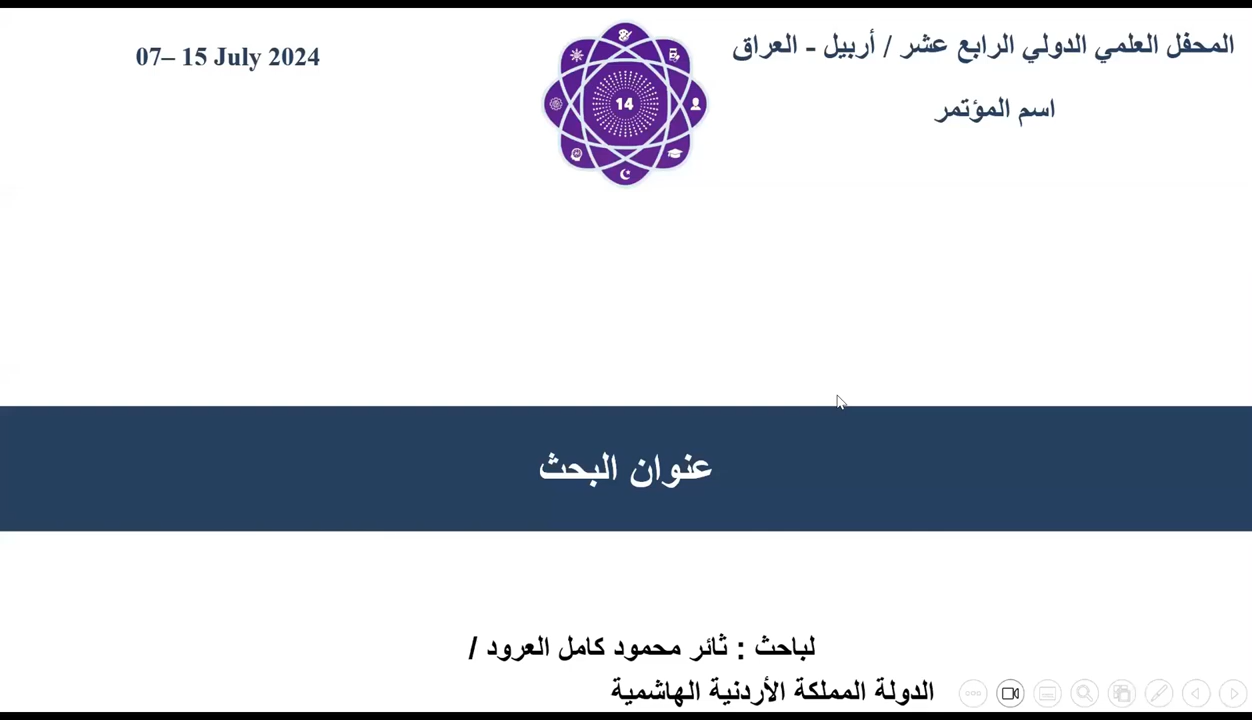 المحفل العلمي الدولي الرابع عشر / أربيل - العراق
07– 15 July 2024
اسم المؤتمر
14
عنوان البحث
لباحث : ثائر محمود كامل العرود /
الدولة المملكة الأردنية الهاشمية